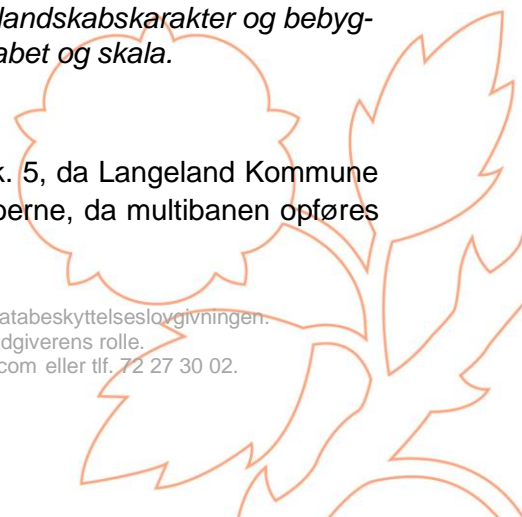 landskabskarakter og bebyg-
abet og skala.
k. 5, da Langeland Kommune
oerne, da multibanen opføres
atabeskyttelseslovgivningen.
dgiverens rolle.
com eller tlf. 72 27 30 02.